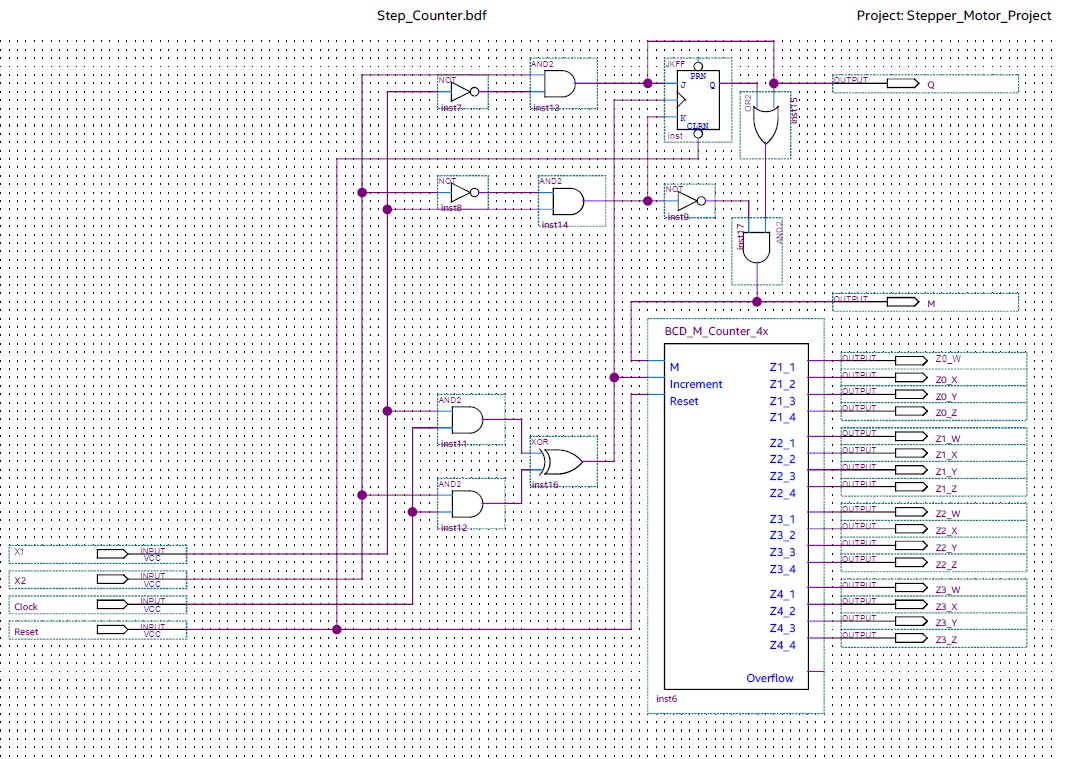 Step_Counter.bdf
Project: Stepper_Motor_Project
NOT
inst7
AND2
inst13
JKFF
PRN
J
Q
K
CLRN
inst
OR2
inst15
OUTPUT
Q
NOT
inst8
AND2
inst14
NOT
inst9
inst17
AND2
OUTPUT
M
BCD_M_Counter_4x
M
Increment
Reset
Z1_1
Z1_2
Z1_3
Z1_4
Z2_1
Z2_2
Z2_3
Z2_4
Z3_1
Z3_2
Z3_3
Z3_4
Z4_1
Z4_2
Z4_3
Z4_4
Overflow
inst6
OUTPUT
Z0_W
OUTPUT
Z0_X
OUTPUT
Z0_Y
OUTPUT
Z0_Z
OUTPUT
Z1_W
OUTPUT
Z1_X
OUTPUT
Z1_Y
OUTPUT
Z1_Z
OUTPUT
Z2_W
OUTPUT
Z2_X
OUTPUT
Z2_Y
OUTPUT
Z2_Z
OUTPUT
Z3_W
OUTPUT
Z3_X
OUTPUT
Z3_Y
OUTPUT
Z3_Z
AND2
inst11
XOR
inst16
AND2
inst12
X1
INPUT
VCC
X2
INPUT
VCC
Clock
INPUT
VCC
Reset
INPUT
VCC